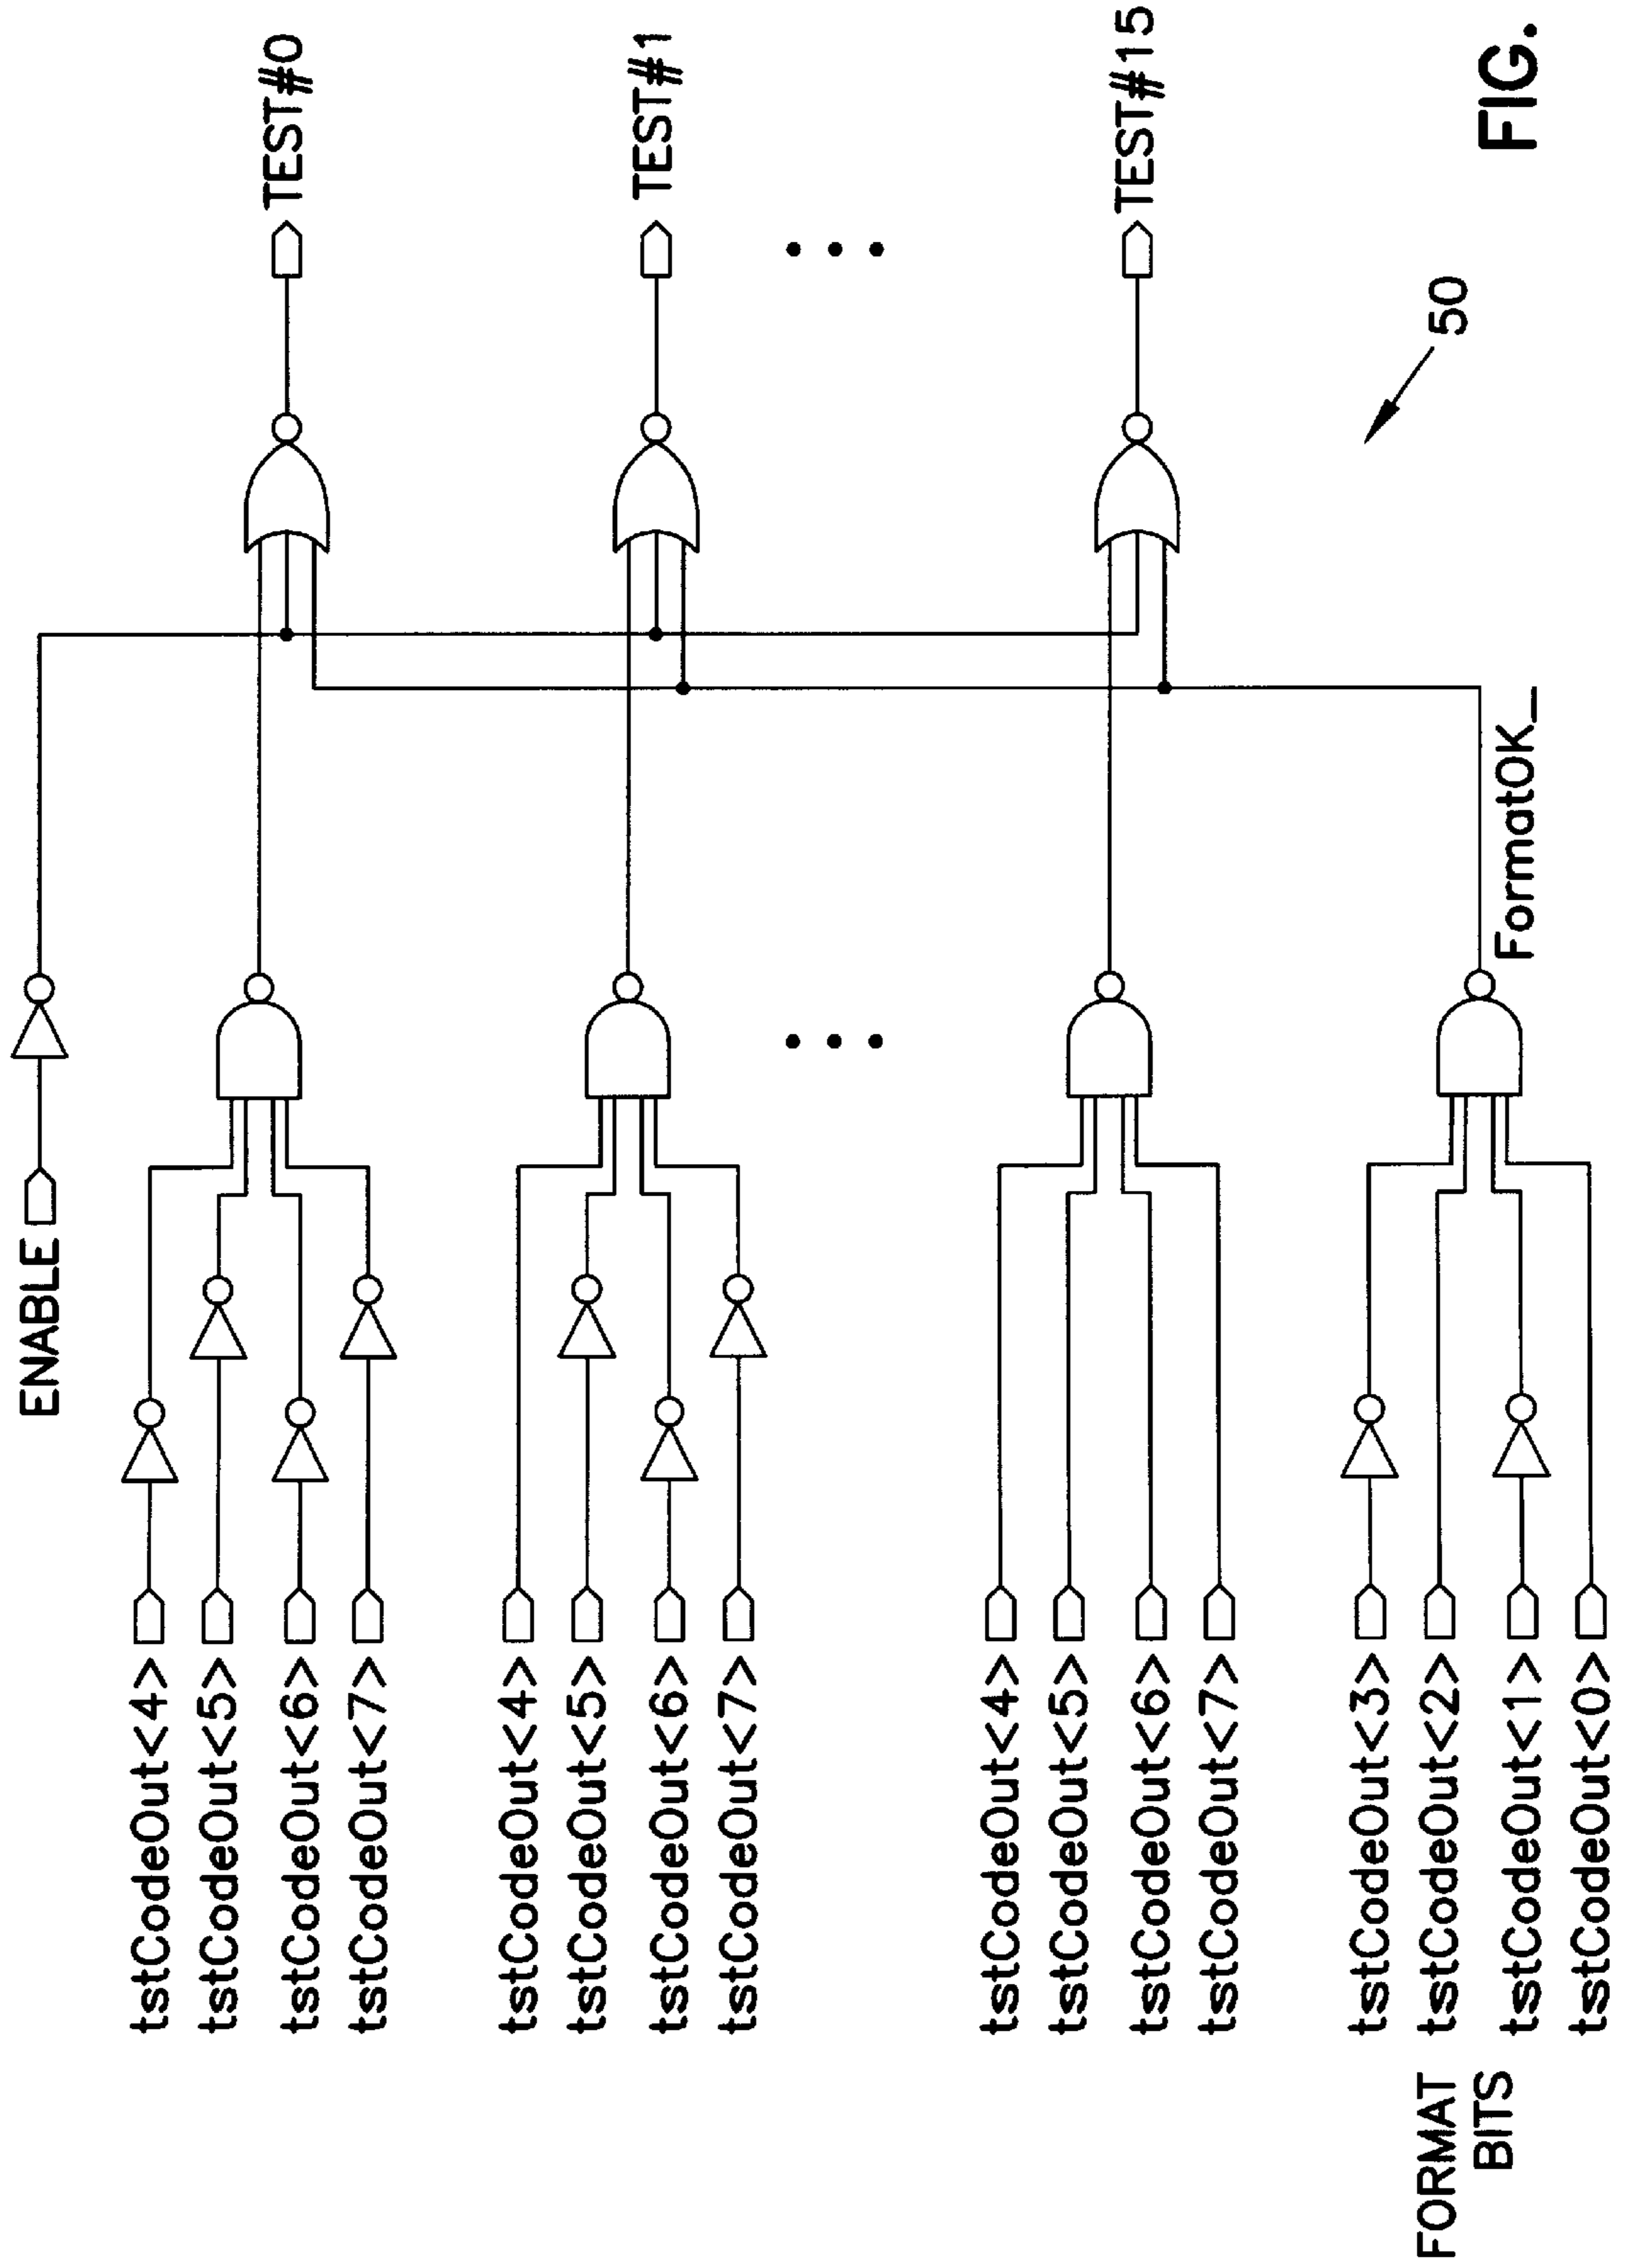 ENABLE
tstCodeOut<4>
tstCodeOut<5>
tstCodeOut<6>
tstCodeOut<7>
TEST#0
tstCodeOut<4>
tstCodeOut<5>
tstCodeOut<6>
tstCodeOut<7>
TEST#1
tstCodeOut<4>
tstCodeOut<5>
tstCodeOut<6>
tstCodeOut<7>
TEST#15
FORMAT
BITS
tstCodeOut<3>
tstCodeOut<2>
tstCodeOut<1>
tstCodeOut<0>
FormatOK_
50
FIG.